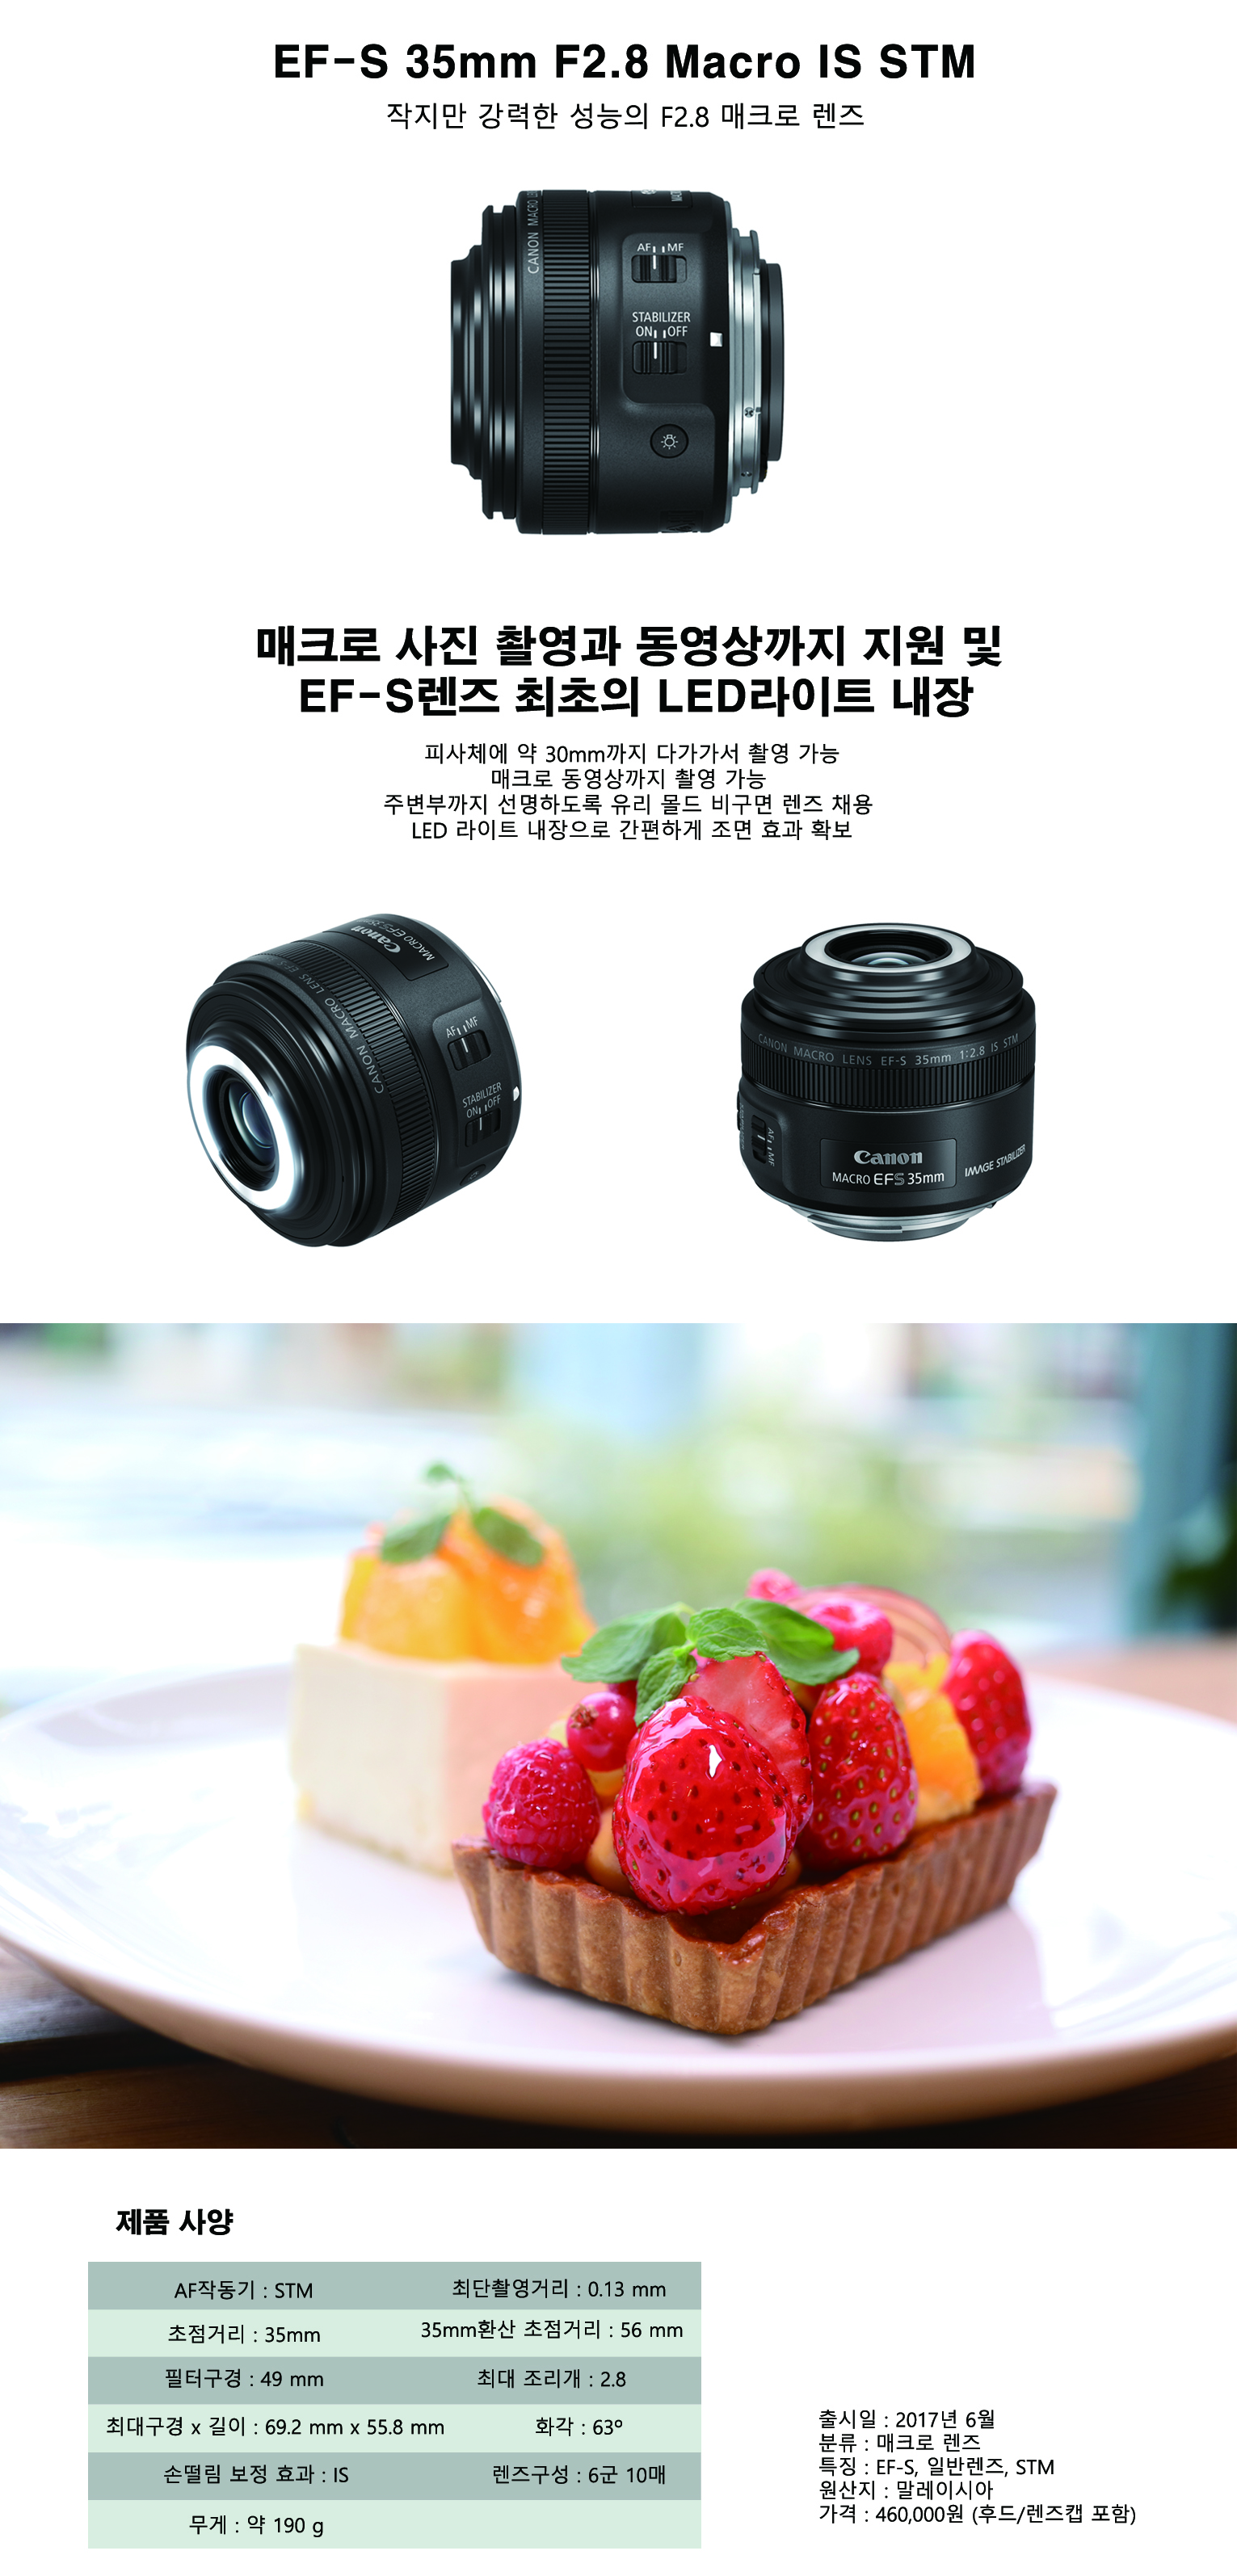 EF-S 35mm F2.8 Macro IS STM
작지만 강력한 성능의 F2.8 매크로 렌즈
CANON MACRO
AF MF
STABILIZER
ON OFF
매크로 사진 촬영과 동영상까지 지원 및
EF-S렌즈 최초의 LED라이트 내장
피사체에 약 30mm까지 다가가서 촬영 가능
매크로 동영상까지 촬영 가능
주변부까지 선명하도록 유리 몰드 비구면 렌즈 채용
LED 라이트 내장으로 간편하게 조면 효과 확보
Canon
MACRO EFS 35
CANON MACRO LENS EF-S
AF MF
STABILIZER
ON OFF
CANON MACRO LENS EF-S 35mm 1:2.8 IS STM
AF MF
Canon
MACRO EFS 35mm
IMAGE STABILIZER
제품 사양
AF작동기 : STM
최단촬영거리 : 0.13 mm
초점거리 : 35mm
35mm환산 초점거리 : 56 mm
필터구경 : 49 mm
최대 조리개 : 2.8
최대구경 x 길이 : 69.2 mm x 55.8 mm
화각 : 63º
손떨림 보정 효과 : IS
렌즈구성 : 6군 10매
무게 : 약 190 g
출시일 : 2017년 6월
분류 : 매크로 렌즈
특징 : EF-S, 일반렌즈, STM
원산지 : 말레이시아
가격 : 460,000원 (후드/렌즈캡 포함)